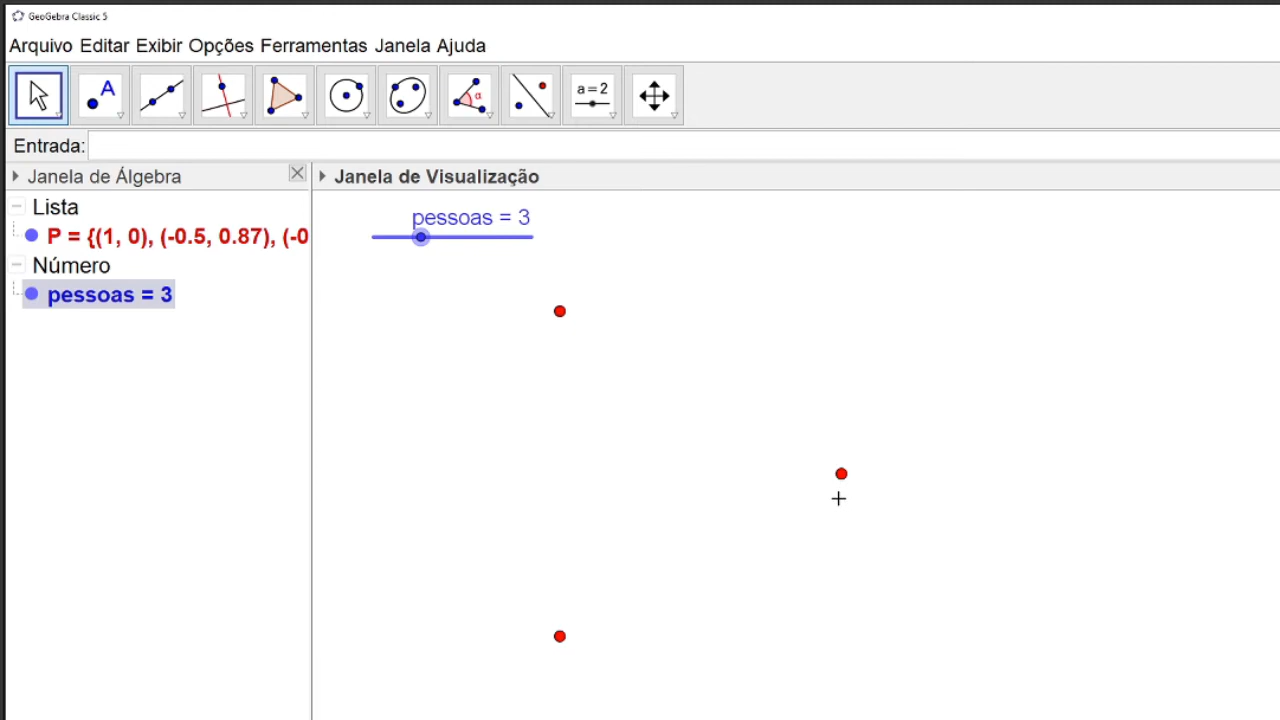 GeoGebra Classic 5
Arquivo Editar Exibir Opções Ferramentas Janela Ajuda
A
α
a = 2
Entrada:
Janela de Álgebra
Janela de Visualização
Lista
P = {(1, 0), (-0.5, 0.87), (-0
Número
pessoas = 3
pessoas = 3